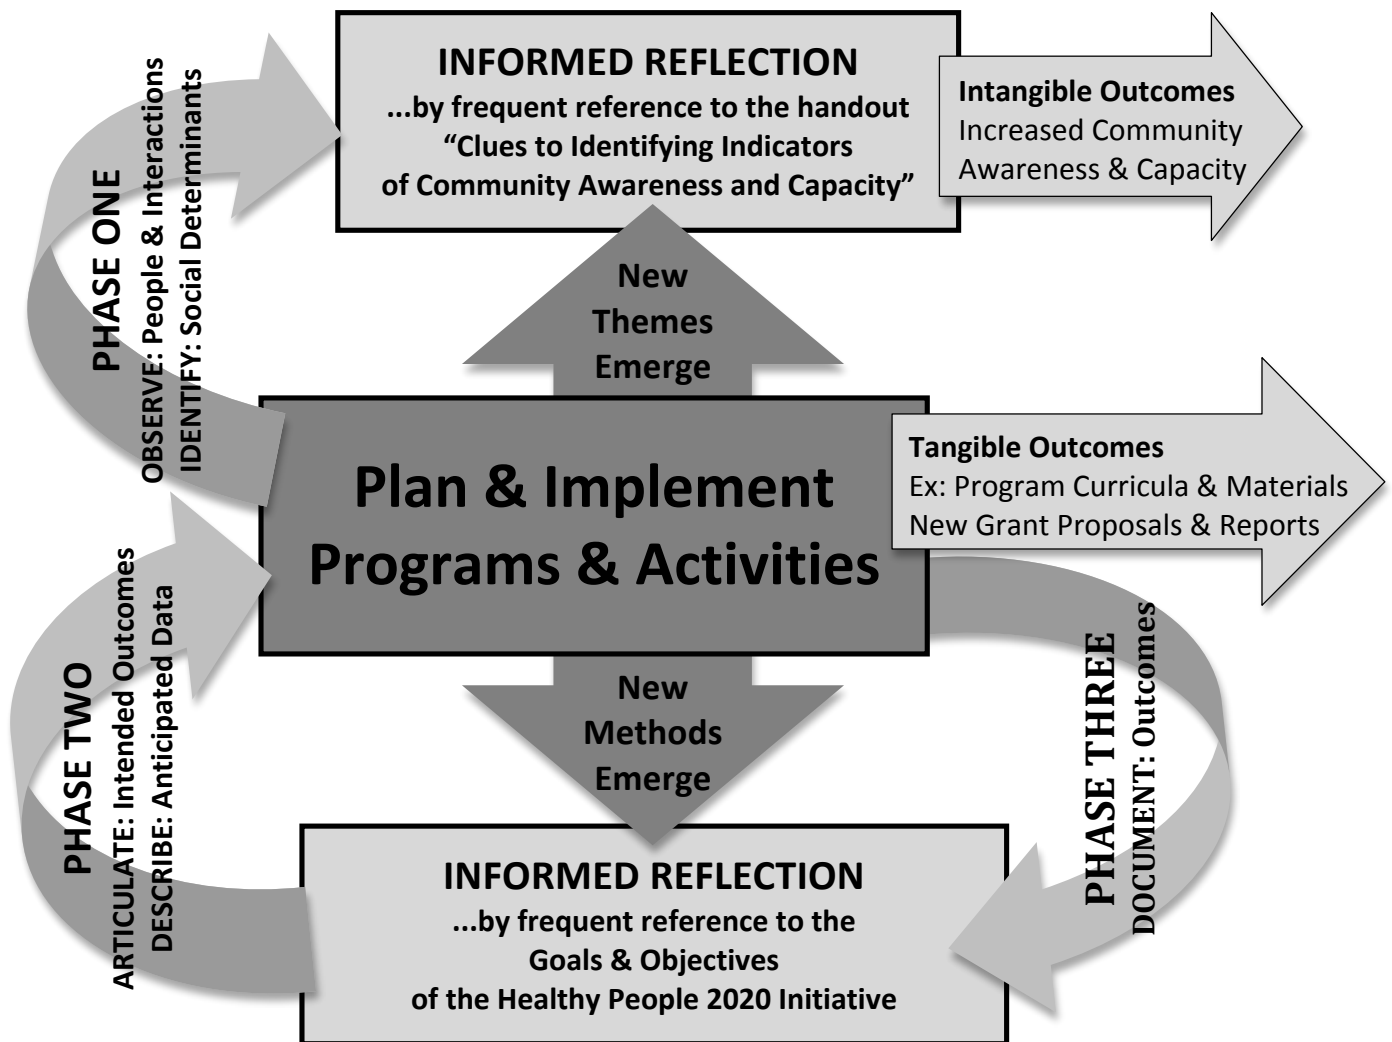 INFORMED REFLECTION
...by frequent reference to the handout
“Clues to Identifying Indicators
of Community Awareness and Capacity”
Intangible Outcomes
Increased Community
Awareness & Capacity
PHASE ONE
OBSERVE: People & Interactions
IDENTIFY: Social Determinants
New
Themes
Emerge
Plan & Implement
Programs & Activities
Tangible Outcomes
Ex: Program Curricula & Materials
New Grant Proposals & Reports
PHASE TWO
ARTICULATE: Intended Outcomes
DESCRIBE: Anticipated Data
New
Methods
Emerge
PHASE THREE
DOCUMENT: Outcomes
INFORMED REFLECTION
...by frequent reference to the
Goals & Objectives
of the Healthy People 2020 Initiative